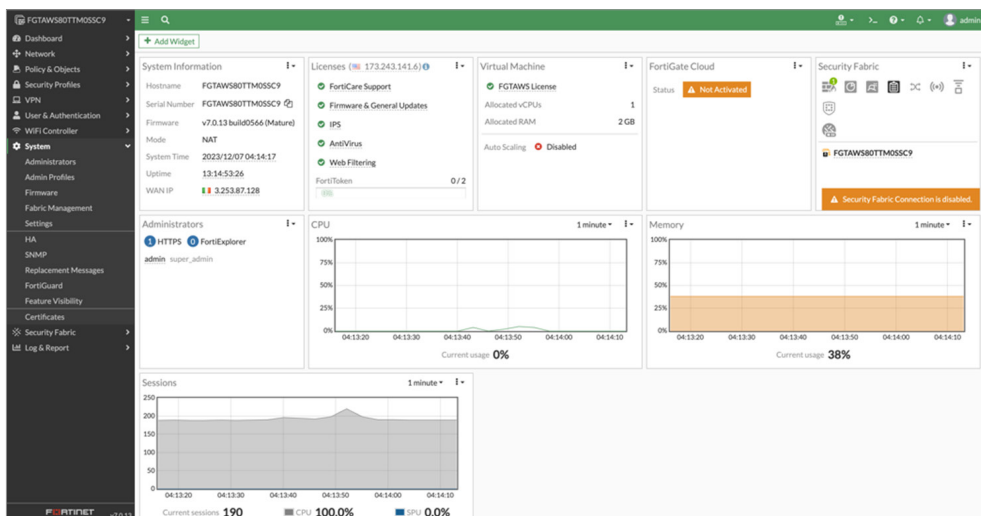 FGTAWS80TTM0SSC9
admin
Dashboard
Network
Policy & Objects
Security Profiles
VPN
User & Authentication
WiFi Controller
System
Administrators
Admin Profiles
Firmware
Fabric Management
Settings
HA
SNMP
Replacement Messages
FortiGuard
Feature Visibility
Certificates
Security Fabric
Log & Report
FORTINET
v7.0.13
+ Add Widget
System Information
Hostname FGTAWS80TTM0SSC9
Serial Number FGTAWS80TTM0SSC9
Firmware v7.0.13 build0566 (Mature)
Mode NAT
System Time 2023/12/07 04:14:17
Uptime 13:14:53:26
WAN IP 3.253.87.128
Licenses (173.243.141.6)
FortiCare Support
Firmware & General Updates
IPS
AntiVirus
Web Filtering
FortiToken 0 / 2
0%
Virtual Machine
FGTAWS License
Allocated vCPUs 1
Allocated RAM 2 GB
Auto Scaling Disabled
FortiGate Cloud
Status Not Activated
Security Fabric
1
FGTAWS80TTM0SSC9
Security Fabric Connection is disabled.
Administrators
1 HTTPS 0 FortiExplorer
admin super_admin
CPU 1 minute
100%
75%
50%
25%
0%
04:13:20 04:13:30 04:13:40 04:13:50 04:14:00 04:14:10
Current usage 0%
Memory 1 minute
100%
75%
50%
25%
0%
04:13:20 04:13:30 04:13:40 04:13:50 04:14:00 04:14:10
Current usage 38%
Sessions 1 minute
250
200
150
100
50
0
04:13:20 04:13:30 04:13:40 04:13:50 04:14:00 04:14:10
Current sessions 190 CPU 100.0% SPU 0.0%